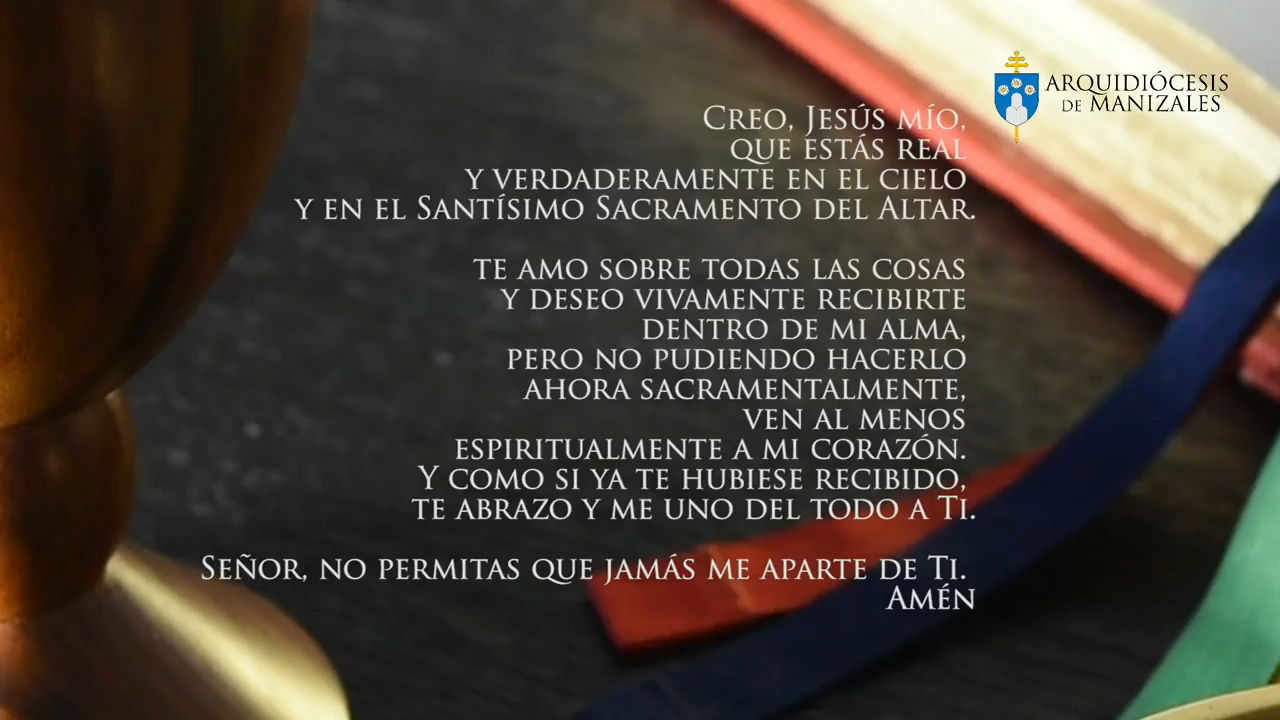 ARQUIDIÓCESIS
DE MANIZALES
CREO, JESÚS MÍO,
QUE ESTÁS REAL
Y VERDADERAMENTE EN EL CIELO
Y EN EL SANTÍSIMO SACRAMENTO DEL ALTAR.
TE AMO SOBRE TODAS LAS COSAS
Y DESEO VIVAMENTE RECIBIRTE
DENTRO DE MI ALMA,
PERO NO PUDIENDO HACERLO
AHORA SACRAMENTALMENTE,
VEN AL MENOS
ESPIRITUALMENTE A MI CORAZÓN.
Y COMO SI YA TE HUBIESE RECIBIDO,
TE ABRAZO Y ME UNO DEL TODO A TI.
SEÑOR, NO PERMITAS QUE JAMÁS ME APARTE DE TI.
AMÉN